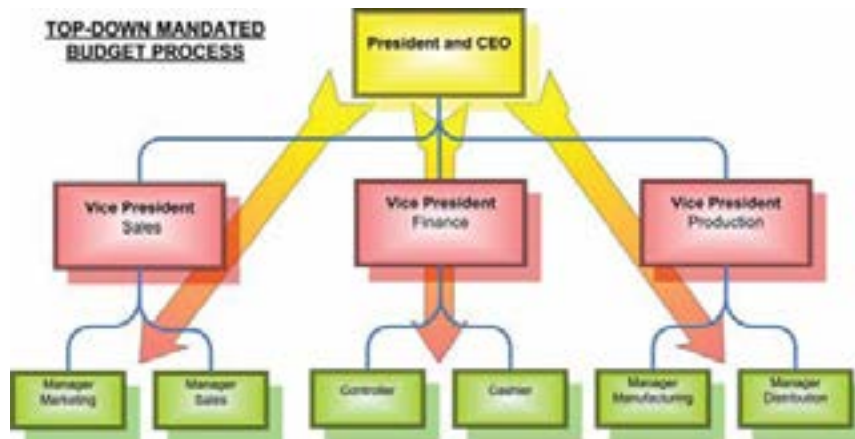 TOP-DOWN MANDATED
BUDGET PROCESS
President and CEO
Vice President
Sales
Vice President
Finance
Vice President
Production
Manager
Marketing
Manager
Sales
Controller
Cashier
Manager
Manufacturing
Manager
Distribution